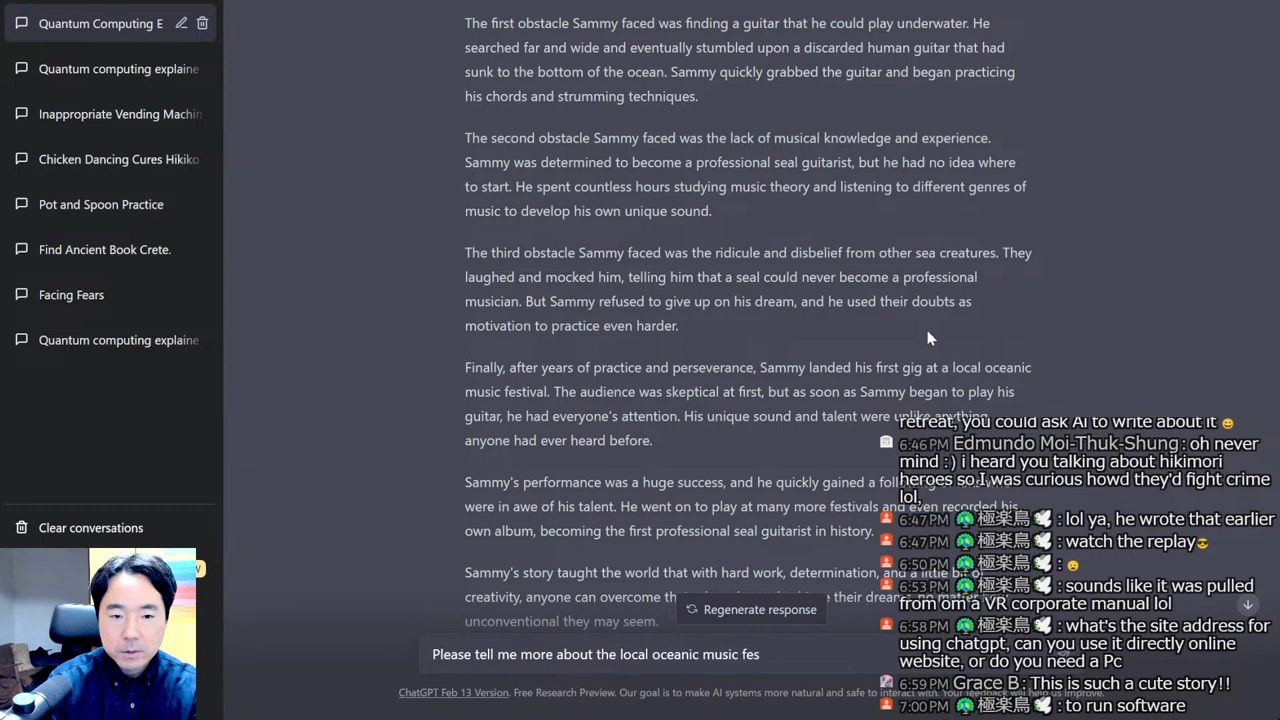 Quantum Computing E
Quantum computing explaine
Inappropriate Vending Machin
Chicken Dancing Cures Hikiko
Pot and Spoon Practice
Find Ancient Book Crete.
Facing Fears
Quantum computing explaine
Clear conversations
The first obstacle Sammy faced was finding a guitar that he could play underwater. He
searched far and wide and eventually stumbled upon a discarded human guitar that had
sunk to the bottom of the ocean. Sammy quickly grabbed the guitar and began practicing
his chords and strumming techniques.
The second obstacle Sammy faced was the lack of musical knowledge and experience.
Sammy was determined to become a professional seal guitarist, but he had no idea where
to start. He spent countless hours studying music theory and listening to different genres of
music to develop his own unique sound.
The third obstacle Sammy faced was the ridicule and disbelief from other sea creatures. They
laughed and mocked him, telling him that a seal could never become a professional
musician. But Sammy refused to give up on his dream, and he used their doubts as
motivation to practice even harder.
Finally, after years of practice and perseverance, Sammy landed his first gig at a local oceanic
music festival. The audience was skeptical at first, but as soon as Sammy began to play his
guitar, he had everyone's attention. His unique sound and talent were unlike anything
anyone had ever heard before.
Sammy's performance was a huge success, and he quickly gained a
were in awe of his talent. He went on to play at many more festivals and even recorded his
own album, becoming the first professional seal guitarist in history.
Sammy's story taught the world that with hard work, determination, and a little bit of
creativity, anyone can overcome their dreams, no matter
unconventional they may seem.
Regenerate response
Please tell me more about the local oceanic music fes
ChatGPT Feb 13 Version. Free Research Preview. Our goal is to make AI systems more natural and safe to interact with. Your feedback will help us improve.
retreat, you could ask AI to write about it
6:46 PM Edmundo Moi-Thuk-Shung: oh never
mind :) i heard you talking about hikimori
heroes so I was curious howd they'd fight crime
lol,
6:47 PM 極楽鳥 : lol ya, he wrote that earlier
6:47 PM 極楽鳥 : watch the replay
6:50 PM 極楽鳥 :
6:53 PM 極楽鳥 : sounds like it was pulled
from om a VR corporate manual lol
6:58 PM 極楽鳥 : what's the site address for
using chatgpt, can you use it directly online
website, or do you need a Pc
6:59 PM Grace B: This is such a cute story!!
7:00 PM 極楽鳥 : to run software